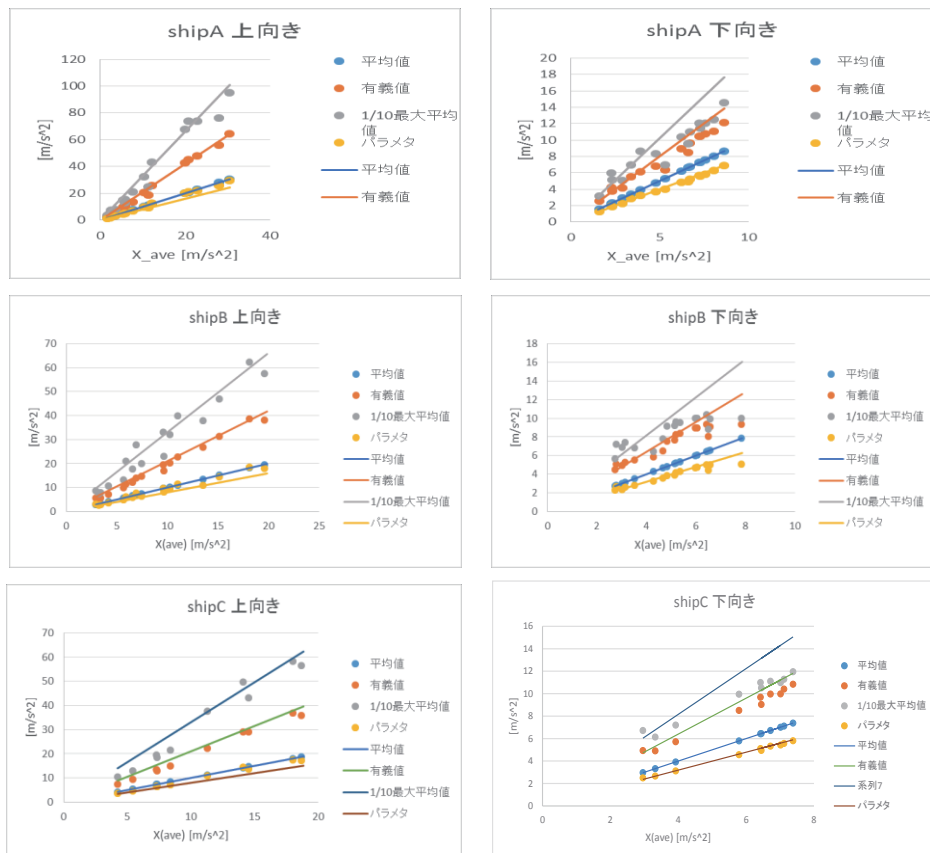 shipA 上向き
120
100
80
60
40
20
0
[m/s^2]
0
20
40
X_ave [m/s^2]
平均値
有義値
1/10最大平均
値
パラメタ
平均値
有義値
shipA 下向き
20
18
16
14
12
10
8
6
4
2
0
[m/s^2]
0
5
10
X_ave [m/s^2]
平均値
有義値
1/10最大平均
値
パラメタ
平均値
有義値
shipB 上向き
70
60
50
40
30
20
10
0
[m/s^2]
0
5
10
15
20
25
X(ave) [m/s^2]
平均値
有義値
1/10最大平均値
パラメタ
平均値
有義値
1/10最大平均値
パラメタ
shipB 下向き
18
16
14
12
10
8
6
4
2
0
[m/s^2]
0
2
4
6
8
10
X(ave) [m/s^2]
平均値
有義値
1/10最大平均値
パラメタ
平均値
有義値
1/10最大平均値
パラメタ
shipC 上向き
70
60
50
40
30
20
10
0
[m/s^2]
0
5
10
15
20
X(ave) [m/s^2]
平均値
有義値
1/10最大平均値
パラメタ
平均値
有義値
1/10最大平均値
パラメタ
shipC 下向き
16
14
12
10
8
6
4
2
0
[m/s^2]
0
2
4
6
8
X(ave) [m/s^2]
平均値
有義値
1/10最大平均値
パラメタ
平均値
有義値
系列7
パラメタ